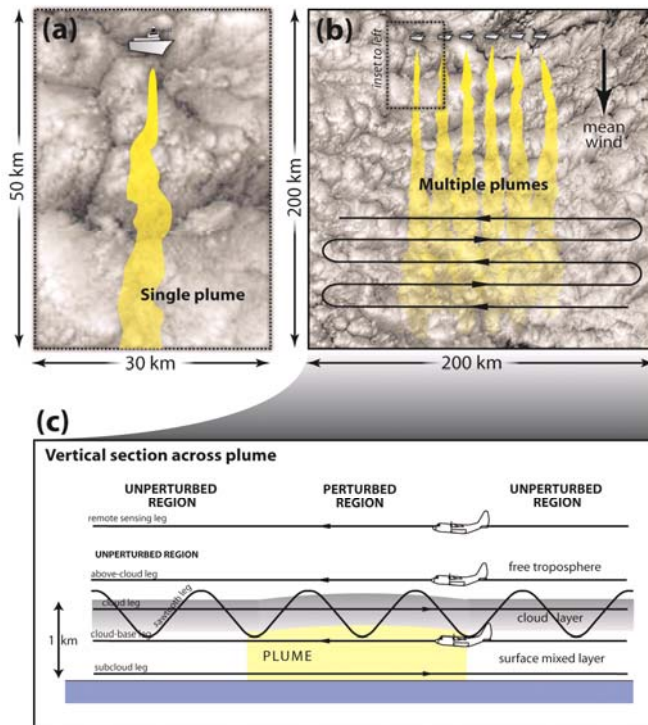 (a)
50 km
Single plume
30 km
(b)
inset to left
mean
wind
200 km
Multiple plumes
200 km
(c)
Vertical section across plume
UNPERTURBED
REGION
PERTURBED
REGION
UNPERTURBED
REGION
remote sensing leg
UNPERTURBED REGION
above-cloud leg
free troposphere
cloud leg
sawtooth leg
cloud layer
1 km
cloud-base leg
PLUME
surface mixed layer
subcloud leg